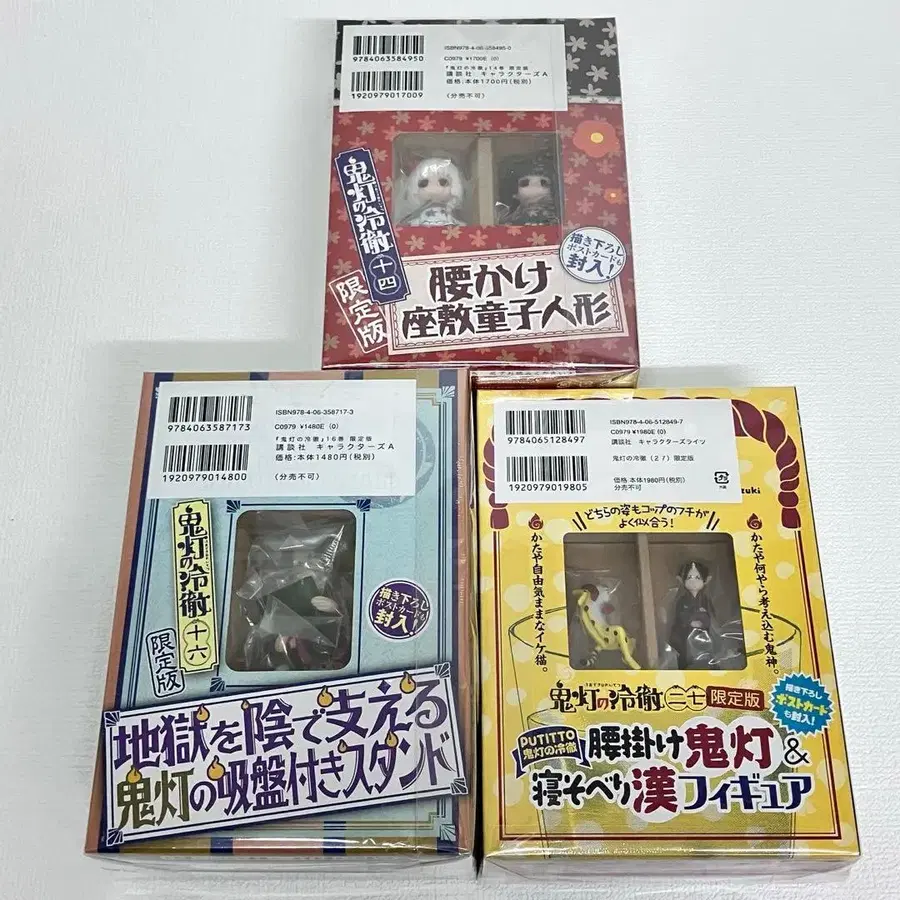 ISBN978-4-06-358495-0
9784063584950
C0979 ¥1700E (0)
『鬼灯の冷徹』14巻 限定版
講談社 キャラクターズA
価格:本体1700円(税別)
1920979017009
〈分売不可〉
鬼灯の冷徹
十四
限定版
描き下ろし
ポストカードも
封入!
腰かけ
座敷童子人形
ISBN978-4-06-358717-3
9784063587173
C0979 ¥1480E (0)
『鬼灯の冷徹』16巻 限定版
講談社 キャラクターズA
価格:本体1480円(税別)
1920979014800
〈分売不可〉
鬼灯の冷徹
十六
限定版
描き下ろし
ポストカードも
封入!
地獄を陰で支える
鬼灯の吸盤付きスタンド
ISBN978-4-06-512849-7
9784065128497
C0979 ¥1980E (0)
講談社 キャラクターズライツ
鬼灯の冷徹(27)限定版
価格:本体1980円(税別)
1920979019805
分売不可
zuki
どちらの姿もコップのフチが
よく似合う!
かたや何やら考え込む鬼神。
かたや自由気ままなイケ猫。
鬼灯の冷徹 二七 限定版
描き下ろし
ポストカード
も封入!
PUTITTO
鬼灯の冷徹
腰掛け鬼灯&
寝そべり漢フィギュア